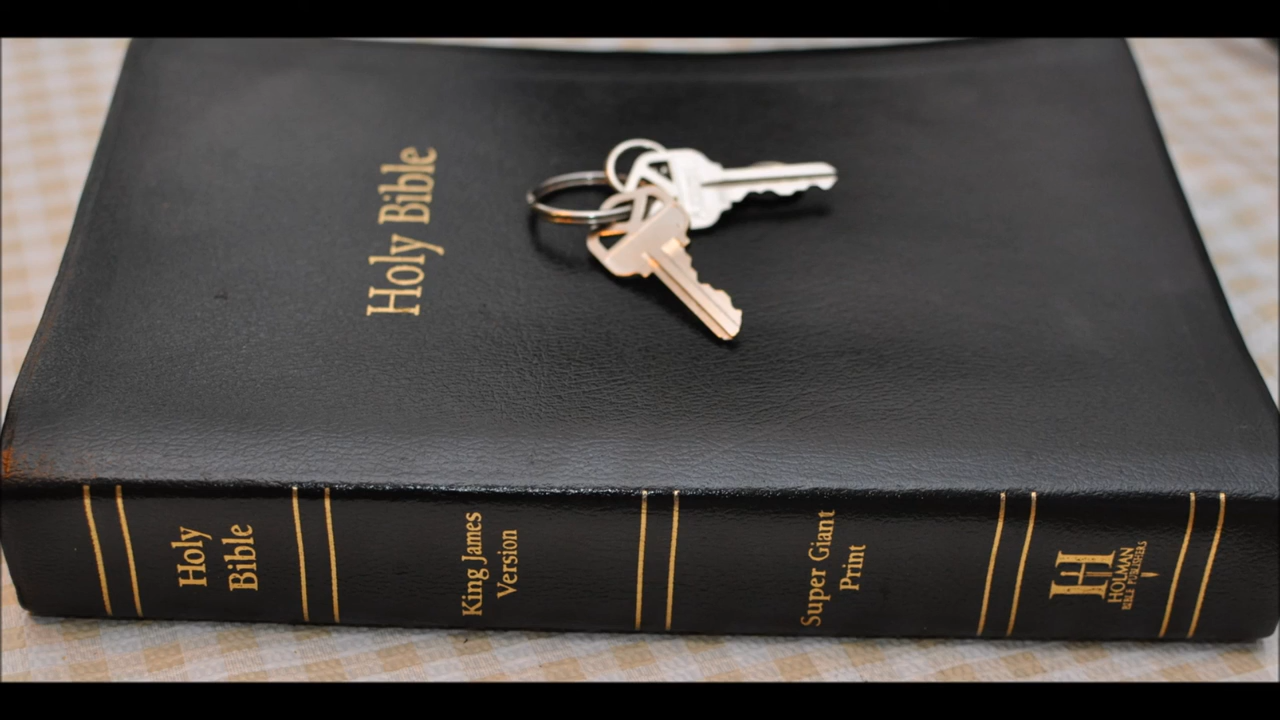 Holy Bible
Holy
Bible
King James
Version
Super Giant
Print
HOLMAN
BIBLE PUBLISHERS